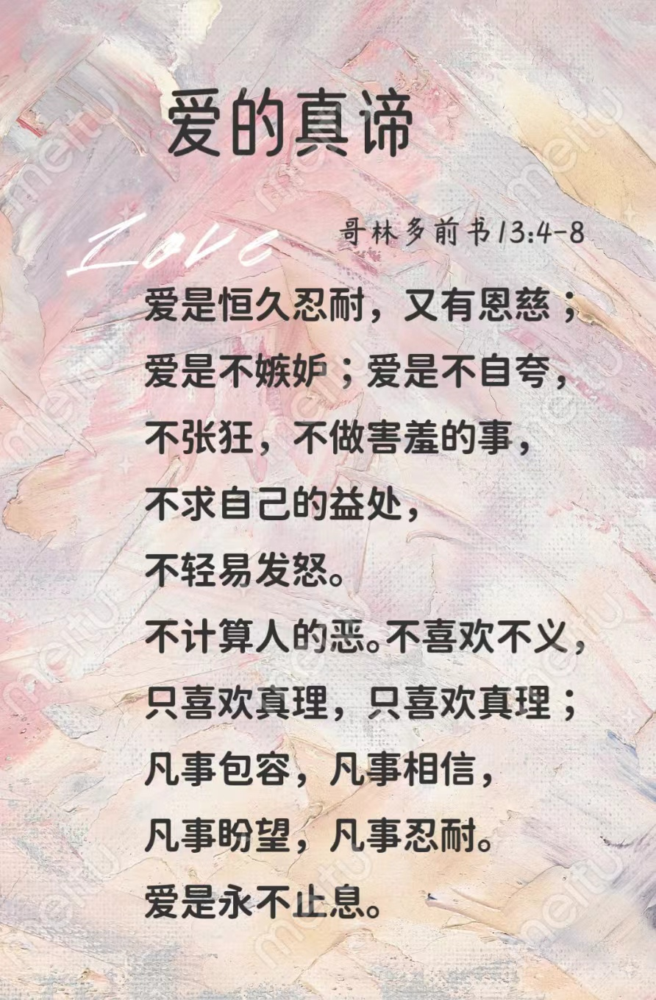 爱的真谛
Love
哥林多前书13:4-8
爱是恒久忍耐，又有恩慈；
爱是不嫉妒；爱是不自夸，
不张狂，不做害羞的事，
不求自己的益处，
不轻易发怒。
不计算人的恶。不喜欢不义，
只喜欢真理，只喜欢真理；
凡事包容，凡事相信，
凡事盼望，凡事忍耐。
爱是永不止息。